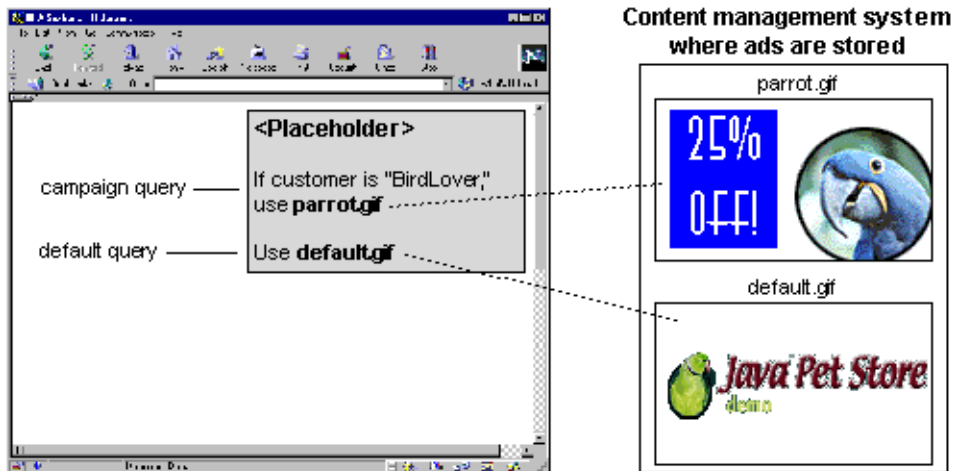 Content management system
where ads are stored
<Placeholder>
campaign query
If customer is "BirdLover,"
use parrot.gif
default query
Use default.gif
parrot.gif
25%
OFF!
default.gif
Java Pet Store
demo